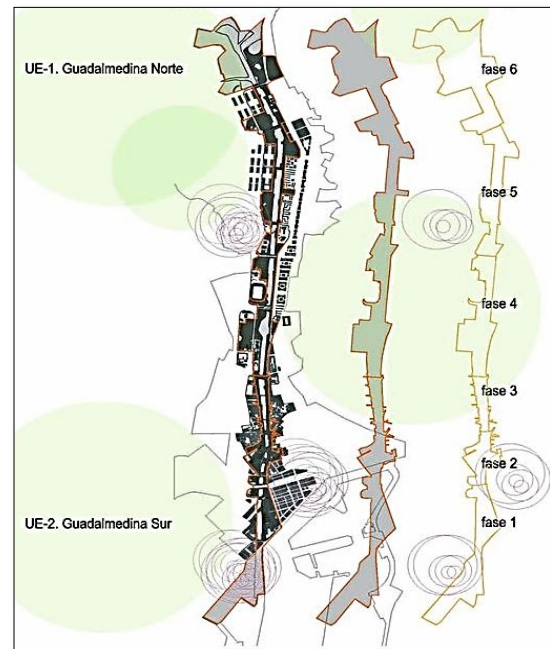 UE-1. Guadalmedina Norte
fase 6
fase 5
fase 4
fase 3
fase 2
UE-2. Guadalmedina Sur
fase 1